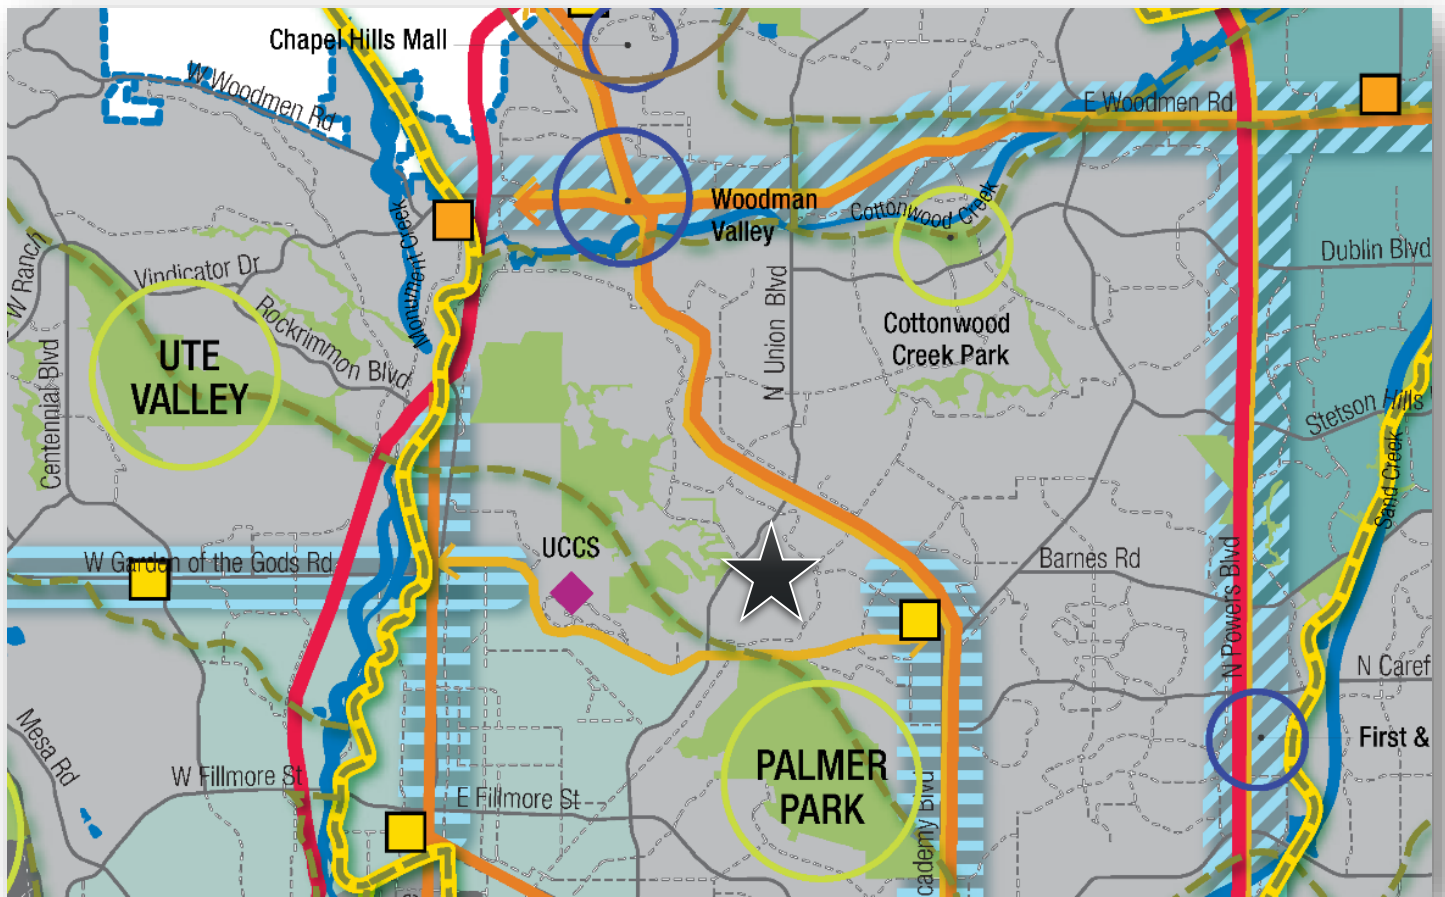 Chapel Hills Mall
W Woodmen Rd
E Woodmen Rd
Woodman
Valley
Cottonwood Creek
Monument Creek
W Ranch
Vindicator Dr
Dublin Blvd
Rockrimmon Blvd
N Union Blvd
Cottonwood
Creek Park
UTE
VALLEY
Centennial Blvd
Stetson Hills
Sand Creek
UCCS
W Garden of the Gods Rd
Barnes Rd
N Powers Blvd
N Caref
Mesa Rd
First &
W Fillmore St
E Fillmore St
PALMER
PARK
cademy Blvd